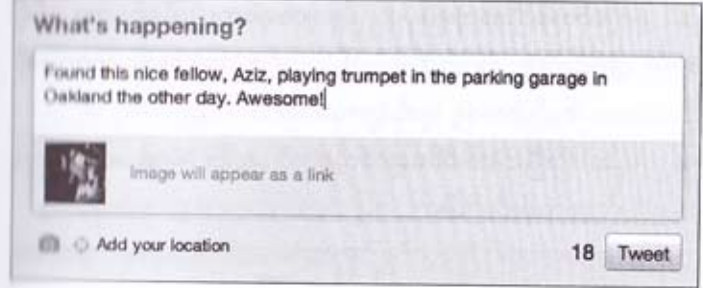 What's happening?
Found this nice fellow, Aziz, playing trumpet in the parking garage in
Oakland the other day. Awesome!
Image will appear as a link
Add your location
18 Tweet